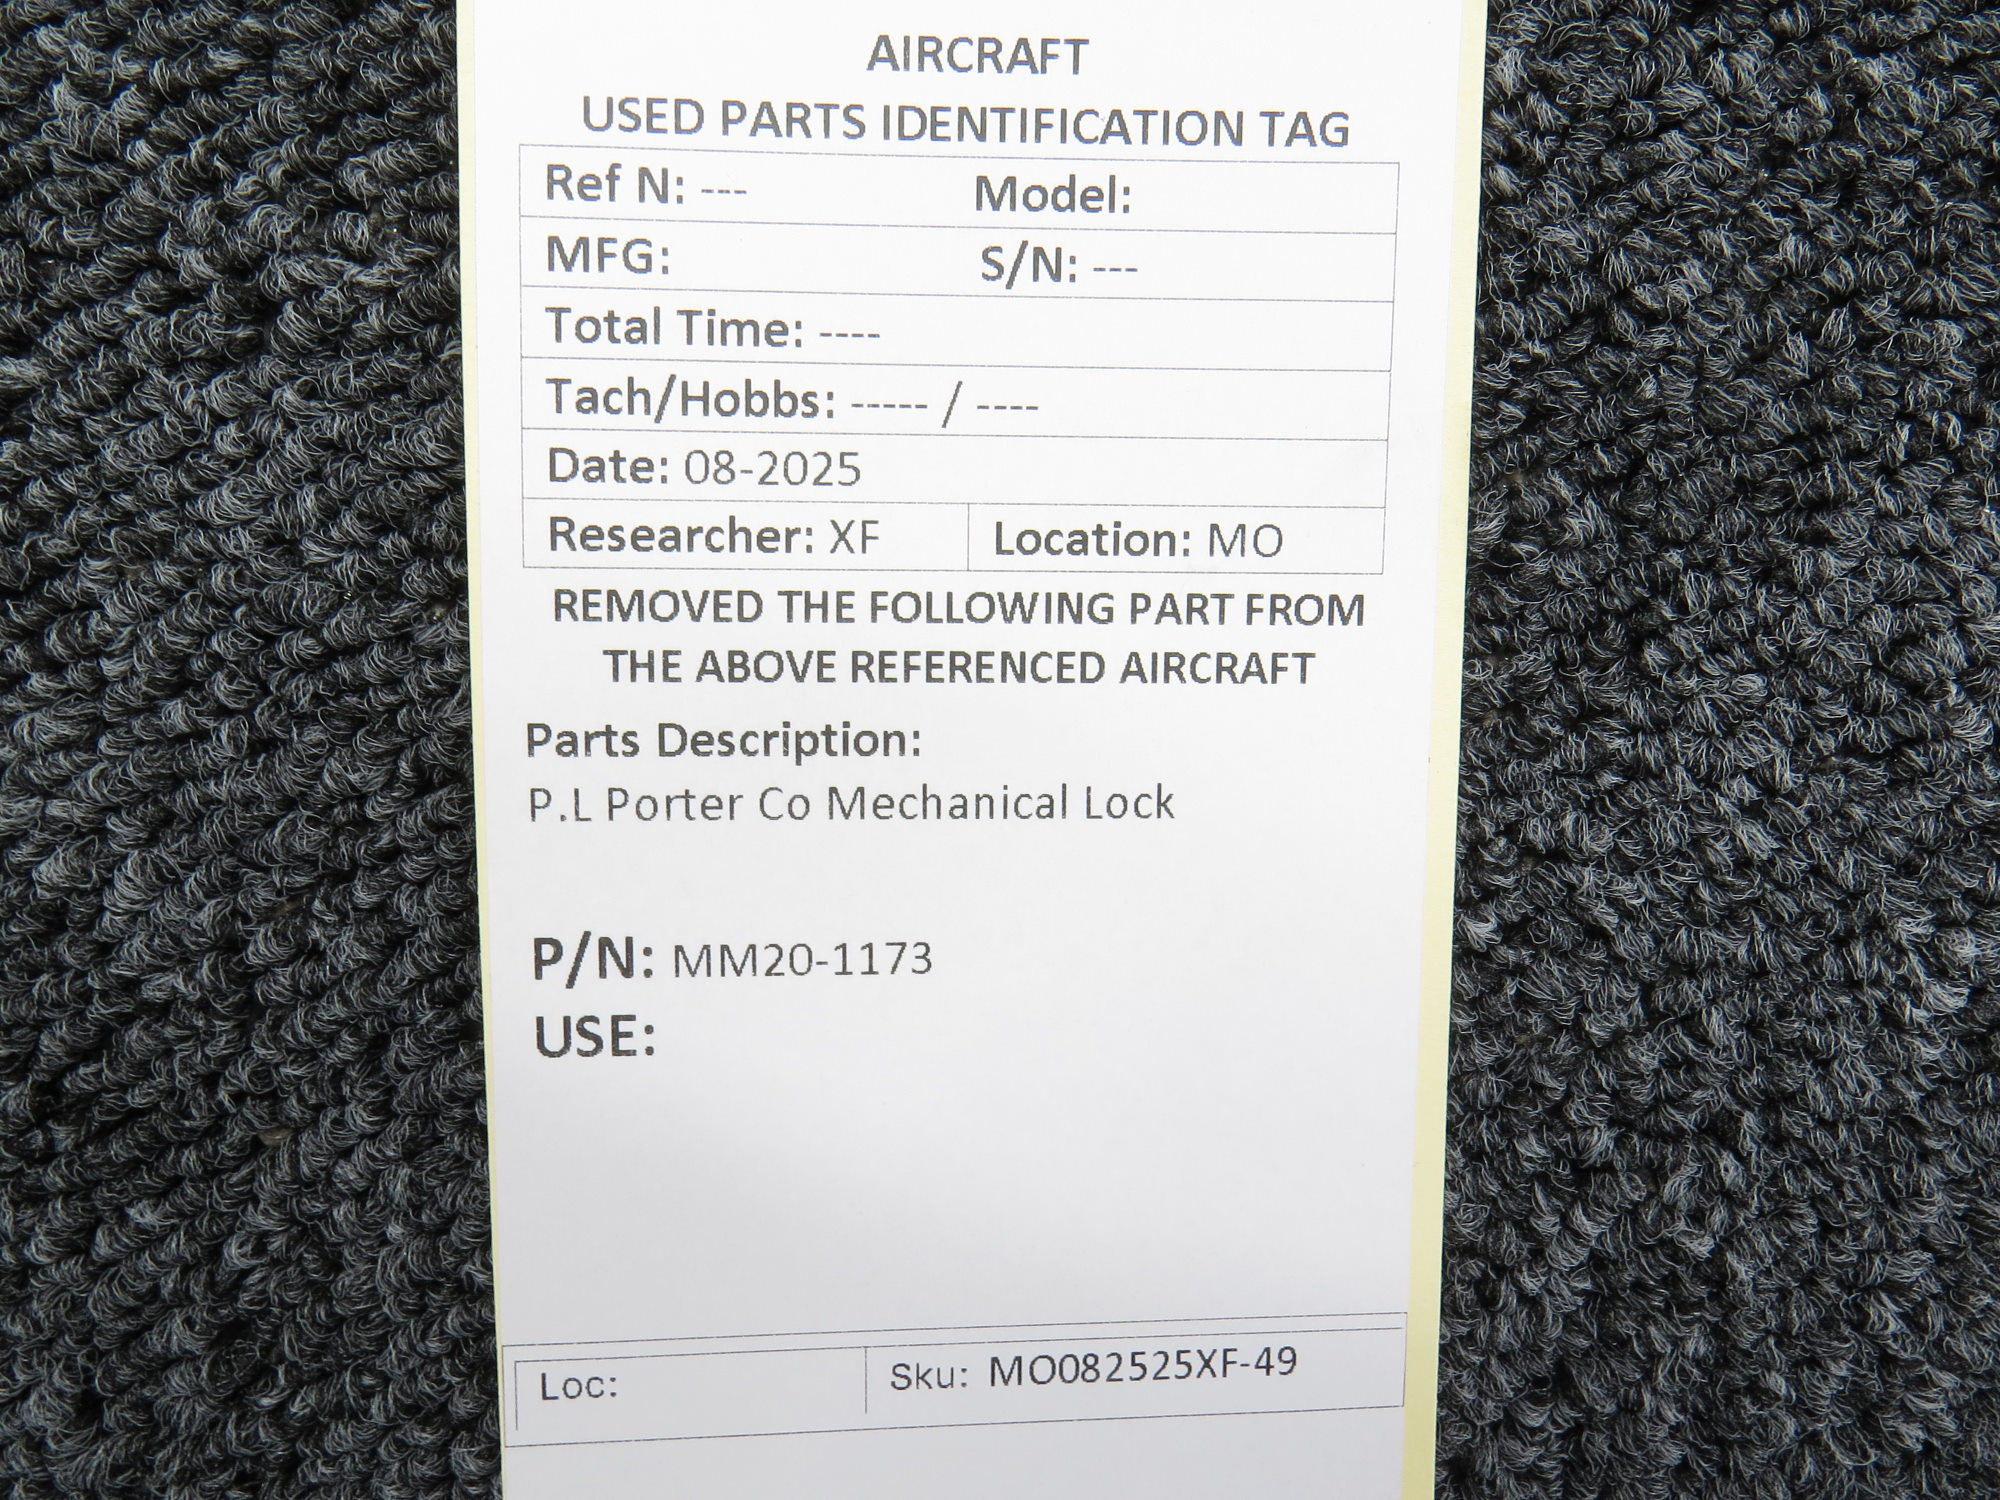 AIRCRAFT
USED PARTS IDENTIFICATION TAG
Ref N: --- Model:
MFG: S/N: ---
Total Time: ----
Tach/Hobbs: ----- / ----
Date: 08-2025
Researcher: XF Location: MO
REMOVED THE FOLLOWING PART FROM
THE ABOVE REFERENCED AIRCRAFT
Parts Description:
P.L Porter Co Mechanical Lock
P/N: MM20-1173
USE:
Loc: Sku: MO082525XF-49